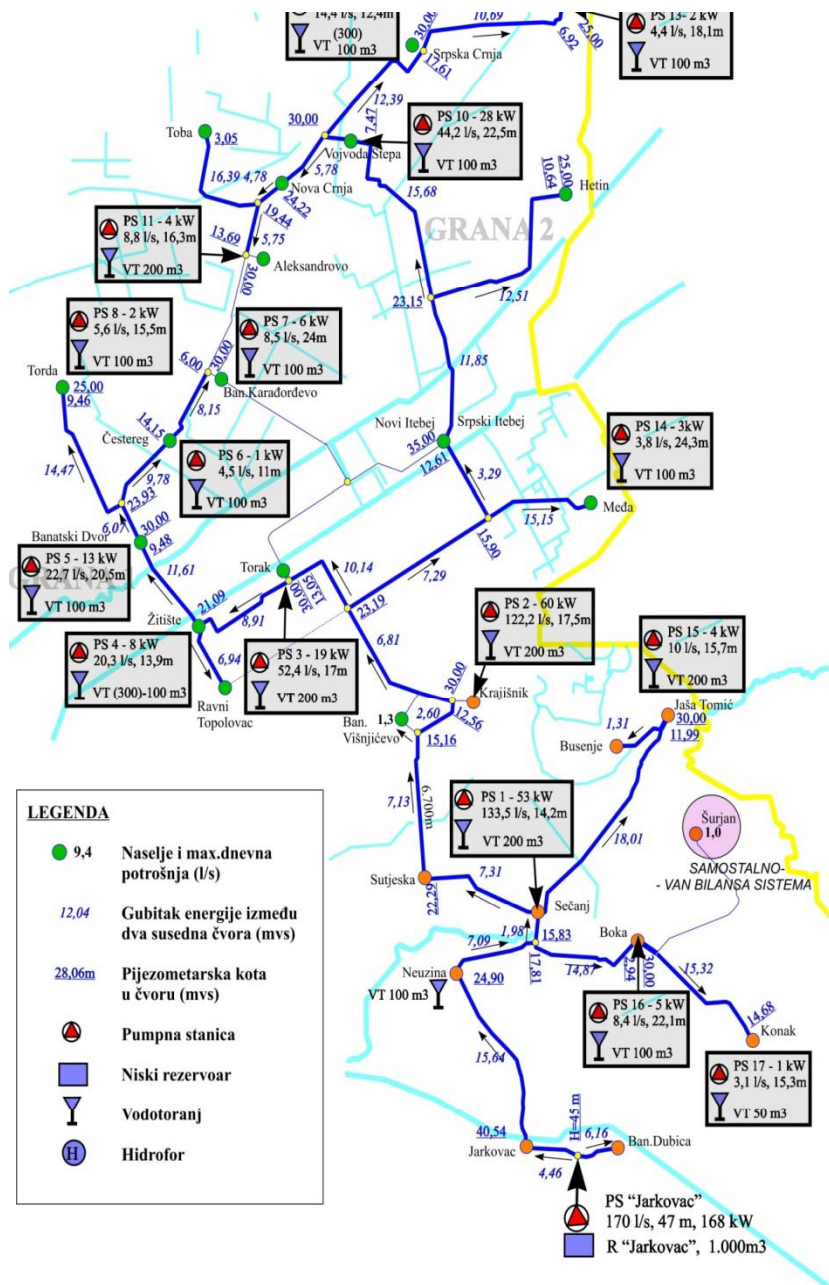 14,4 l/s, 12,4m
(300)
VT 100 m3
30,00
Srpska Crnja
17,61
10,69
6,92
25,00
PS 13- 2 kW
4,4 l/s, 18,1m
VT 100 m3
12,39
30,00
7,47
PS 10 - 28 kW
44,2 l/s, 22,5m
VT 100 m3
Toba
3,05
Vojvoda Stepa
5,78
16,39
4,78
Nova Crnja
24,22
15,68
25,00
10,64
Hetin
GRANA 2
PS 11 - 4 kW
8,8 l/s, 16,3m
VT 200 m3
19,44
13,69
5,75
Aleksandrovo
30,00
23,15
12,51
PS 8 - 2 kW
5,6 l/s, 15,5m
VT 100 m3
PS 7 - 6 kW
8,5 l/s, 24m
VT 100 m3
11,85
Torda
25,00
9,46
6,00
30,00
Ban.Karađorđevo
8,15
Čestereg
14,15
Novi Itebej
Srpski Itebej
35,00
12,61
PS 14 - 3kW
3,8 l/s, 24,3m
VT 100 m3
PS 6 - 1 kW
4,5 l/s, 11m
VT 100 m3
14,47
9,78
23,93
3,29
Međa
15,15
15,90
6,07
Banatski Dvor
30,00
9,48
GRANA 1
PS 5 - 13 kW
22,7 l/s, 20,5m
VT 100 m3
11,61
Torak
30,00
13,05
10,14
7,29
23,19
Žitište
21,09
8,91
PS 4 - 8 kW
20,3 l/s, 13,9m
VT (300)-100 m3
6,94
Ravni
Topolovac
PS 3 - 19 kW
52,4 l/s, 17m
VT 200 m3
6,81
PS 2 - 60 kW
122,2 l/s, 17,5m
VT 200 m3
PS 15 - 4 kW
10 l/s, 15,7m
VT 200 m3
30,00
Krajišnik
1,3
2,60
12,56
Ban.
Višnjićevo
15,16
Jaša Tomić
30,00
11,99
1,31
Busenje
LEGENDA
9,4 Naselje i max.dnevna
potrošnja (l/s)
12,04 Gubitak energije između
dva susedna čvora (mvs)
28,06m Pijezometarska kota
u čvoru (mvs)
Pumpna stanica
Niski rezervoar
Vodotoranj
H Hidrofor
7,13
6.700m
PS 1 - 53 kW
133,5 l/s, 14,2m
VT 200 m3
18,01
Šurjan
1,0
SAMOSTALNO-
- VAN BILANSA SISTEMA
Sutjeska
22,29
7,31
Sečanj
1,98
15,83
7,09
17,81
14,87
Boka
2,94
30,00
15,32
Neuzina
24,90
VT 100 m3
PS 16 - 5 kW
8,4 l/s, 22,1m
VT 100 m3
14,68
Konak
PS 17 - 1 kW
3,1 l/s, 15,3m
VT 50 m3
15,64
40,54
Jarkovac
H=45 m
6,16
Ban.Dubica
4,46
PS “Jarkovac”
170 l/s, 47 m, 168 kW
R “Jarkovac”, 1.000m3